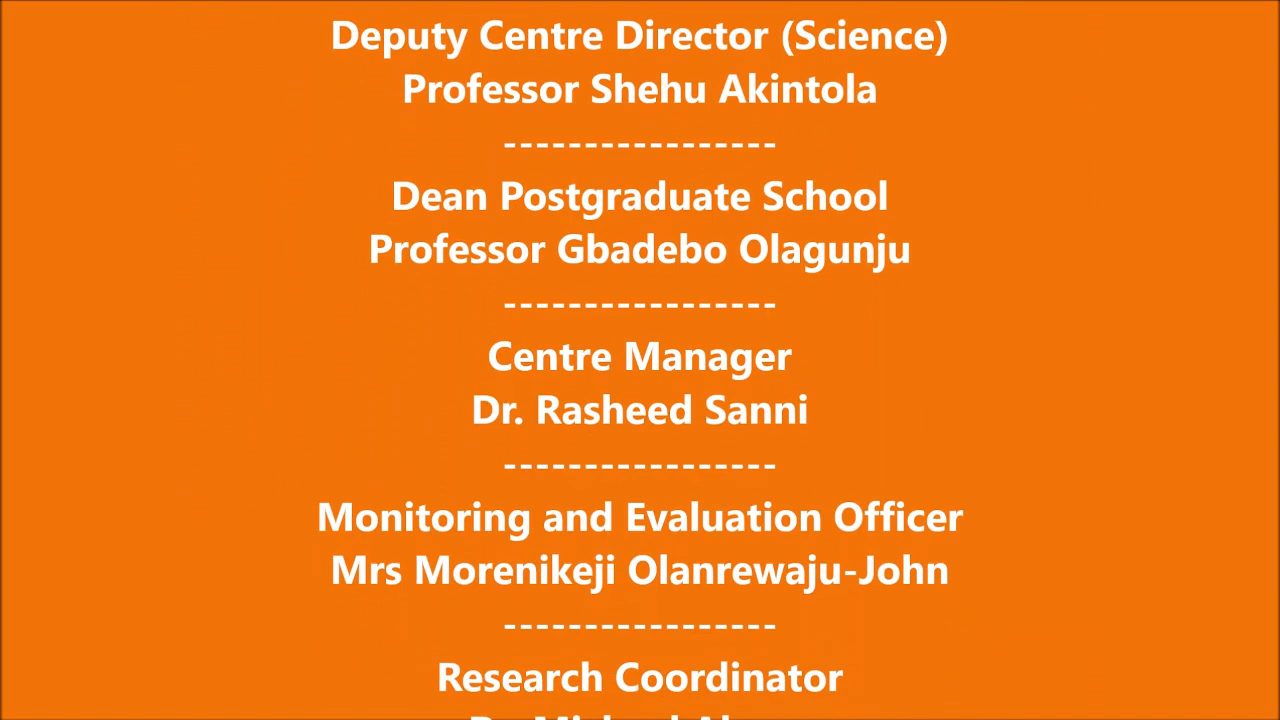 Deputy Centre Director (Science)
Professor Shehu Akintola
-----------------
Dean Postgraduate School
Professor Gbadebo Olagunju
-----------------
Centre Manager
Dr. Rasheed Sanni
-----------------
Monitoring and Evaluation Officer
Mrs Morenikeji Olanrewaju-John
-----------------
Research Coordinator